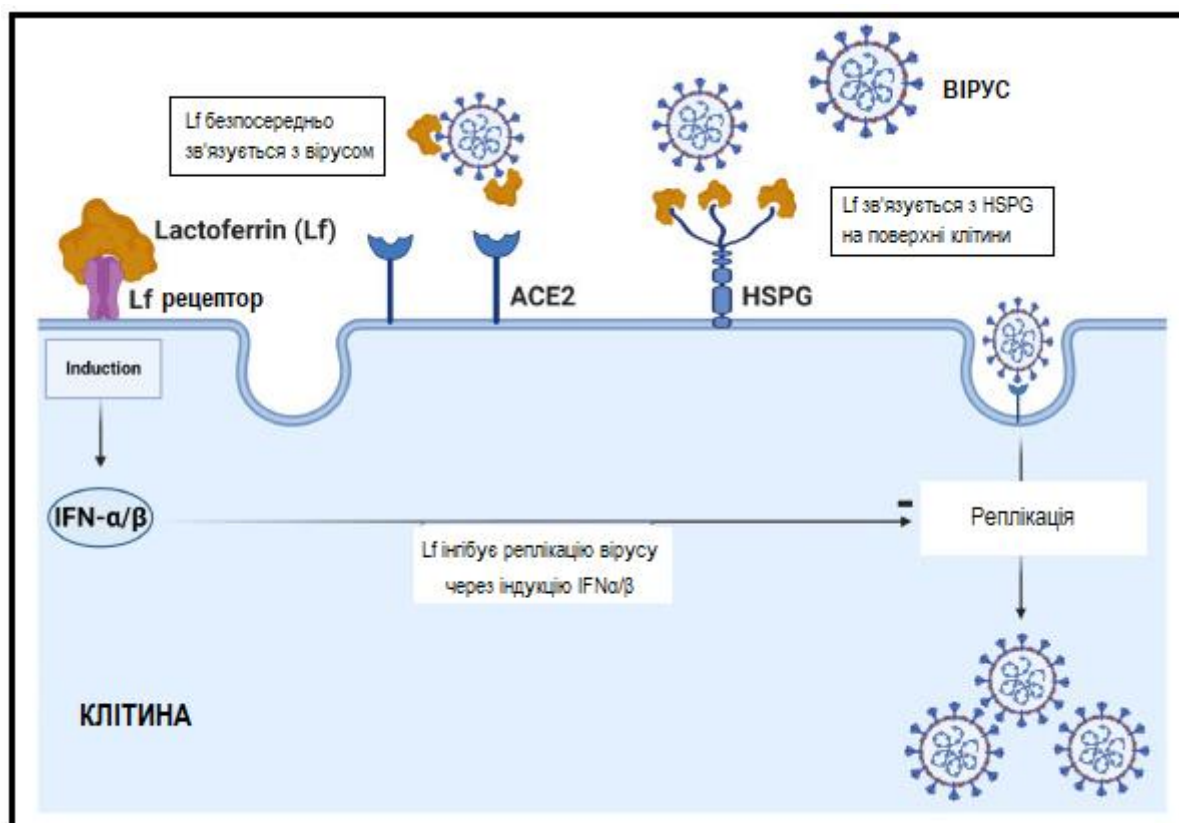 ВІРУС
Lf безпосередньо
зв'язується з вірусом
Lf зв'язується з HSPG
на поверхні клітини
Lactoferrin (Lf)
Lf рецептор
ACE2
HSPG
Induction
IFN-α/β
Реплікація
Lf інгібує реплікацію вірусу
через індукцію IFNα/β
КЛІТИНА